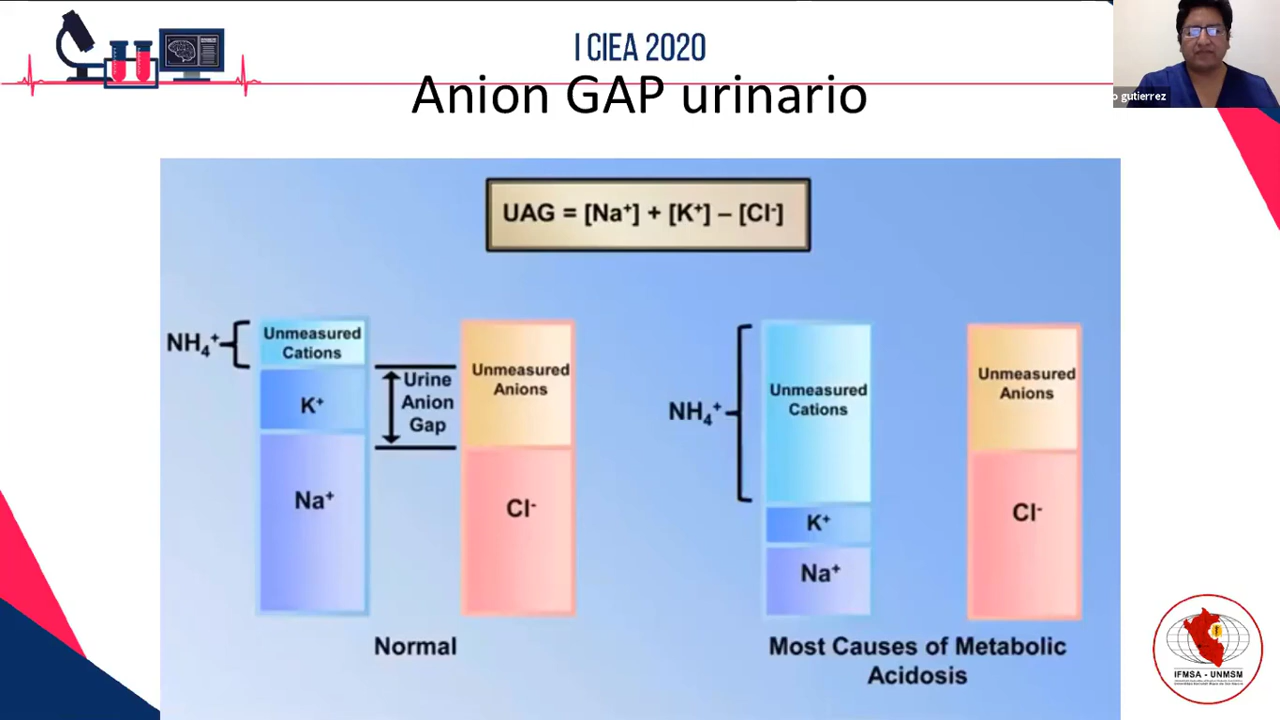 I CIEA 2020
Anion GAP urinario
o gutierrez
UAG = [Na⁺] + [K⁺] – [Cl⁻]
NH₄⁺
Unmeasured
Cations
K⁺
Na⁺
Urine
Anion
Gap
Unmeasured
Anions
Cl⁻
Normal
NH₄⁺
Unmeasured
Cations
K⁺
Na⁺
Unmeasured
Anions
Cl⁻
Most Causes of Metabolic
Acidosis
IFMSA - UNMSM